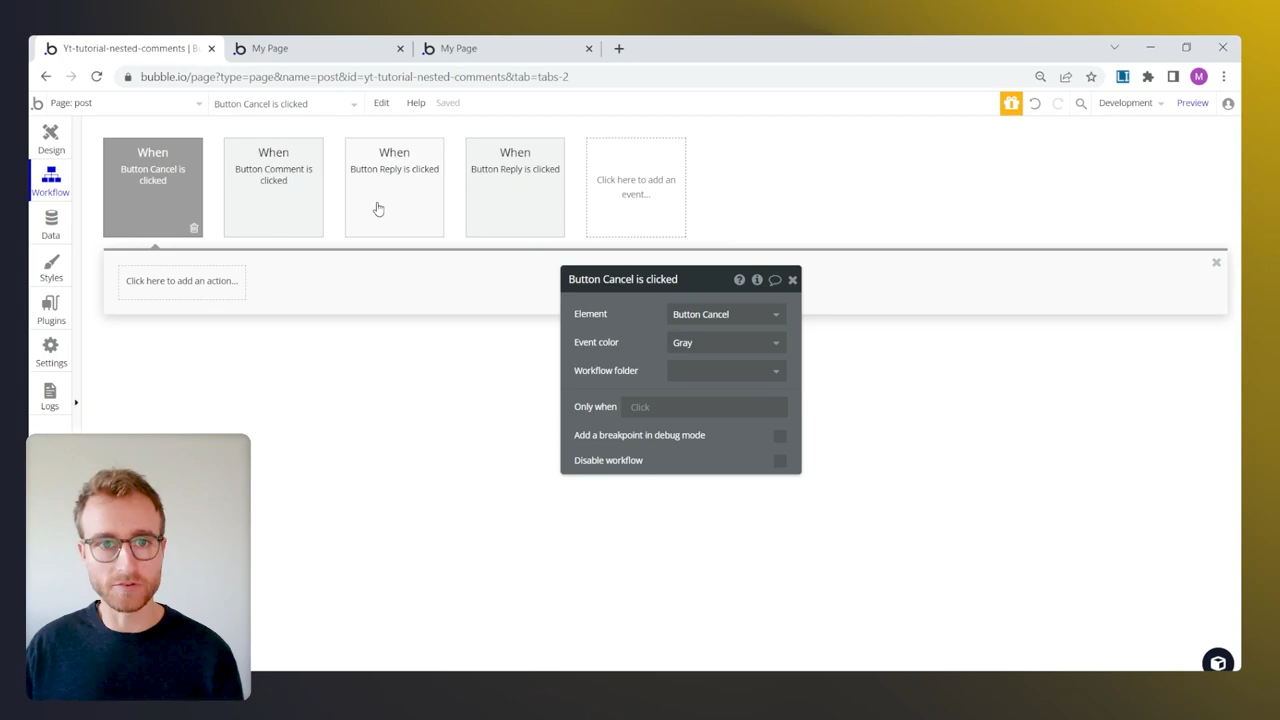 Yt-tutorial-nested-comments | Bu
My Page
My Page
bubble.io/page?type=page&name=post&id=yt-tutorial-nested-comments&tab=tabs-2
M
Page: post
Button Cancel is clicked
Edit
Help
Saved
Development
Preview
Design
Workflow
Data
Styles
Plugins
Settings
Logs
When
Button Cancel is
clicked
When
Button Comment is
clicked
When
Button Reply is clicked
When
Button Reply is clicked
Click here to add an
event...
Click here to add an action...
Button Cancel is clicked
Element
Button Cancel
Event color
Gray
Workflow folder
Only when
Click
Add a breakpoint in debug mode
Disable workflow